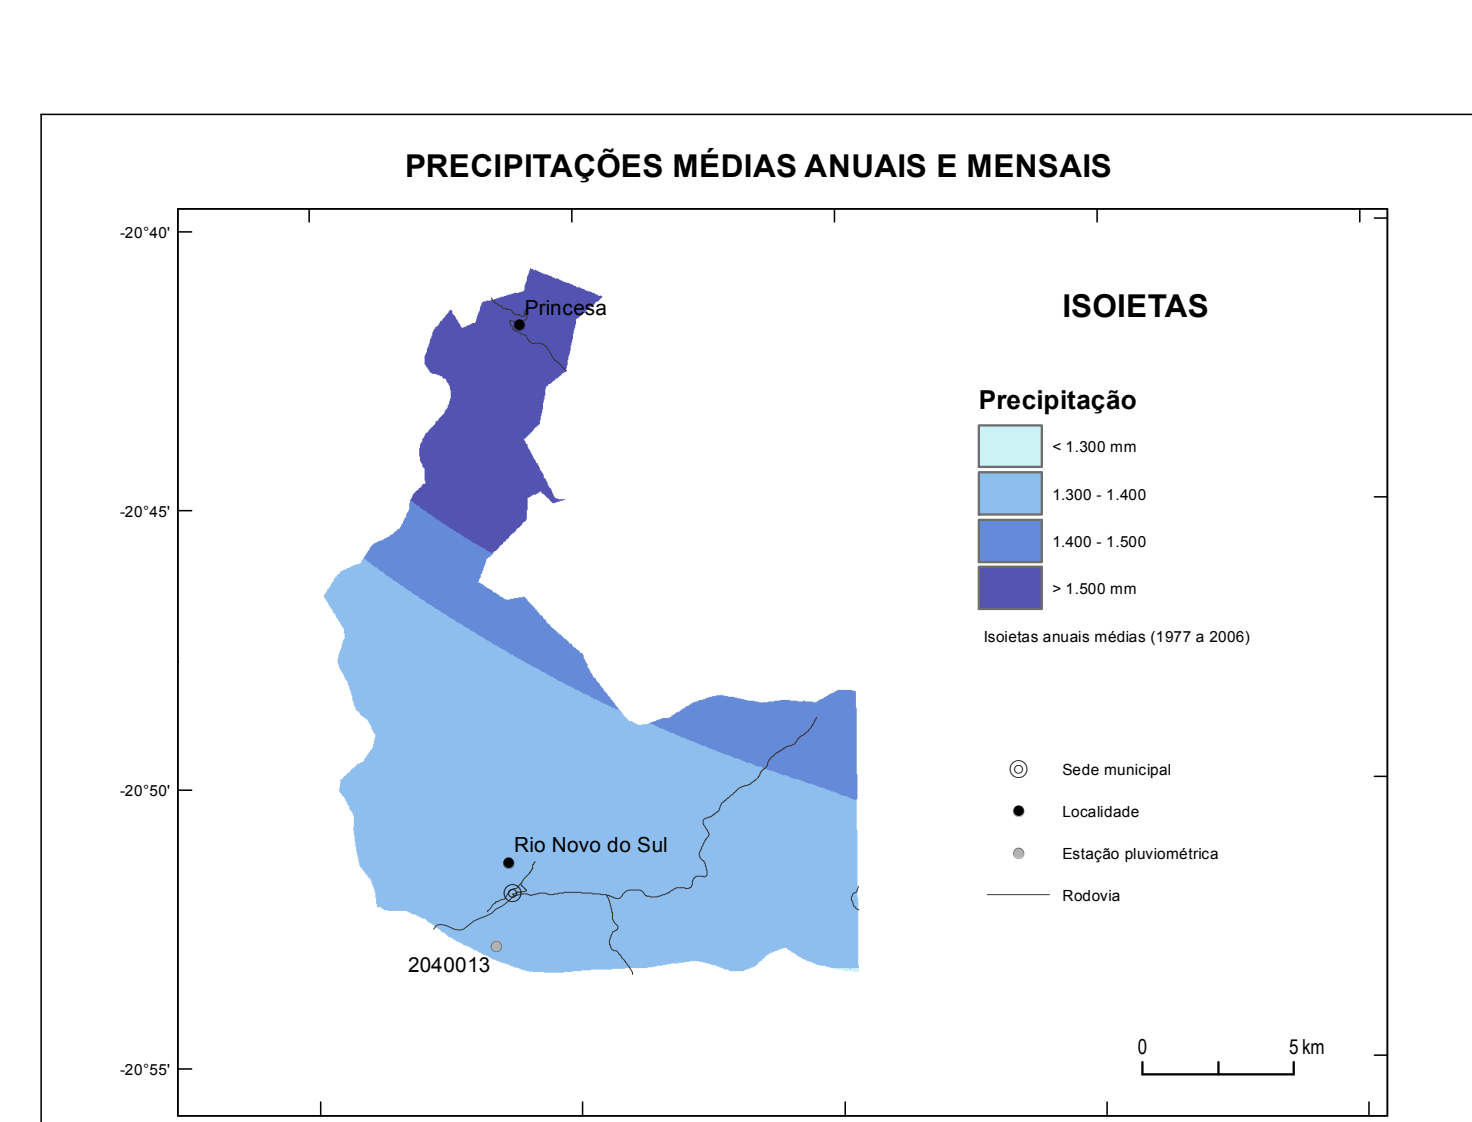 PRECIPITAÇÕES MÉDIAS ANUAIS E MENSAIS
-20°40'
Princesa
ISOIETAS
Precipitação
< 1.300 mm
1.300 - 1.400
-20°45'
1.400 - 1.500
> 1.500 mm
Isoietas anuais médias (1977 a 2006)
Sede municipal
-20°50'
Localidade
Rio Novo do Sul
Estação pluviométrica
Rodovia
2040013
0 5 km
-20°55'